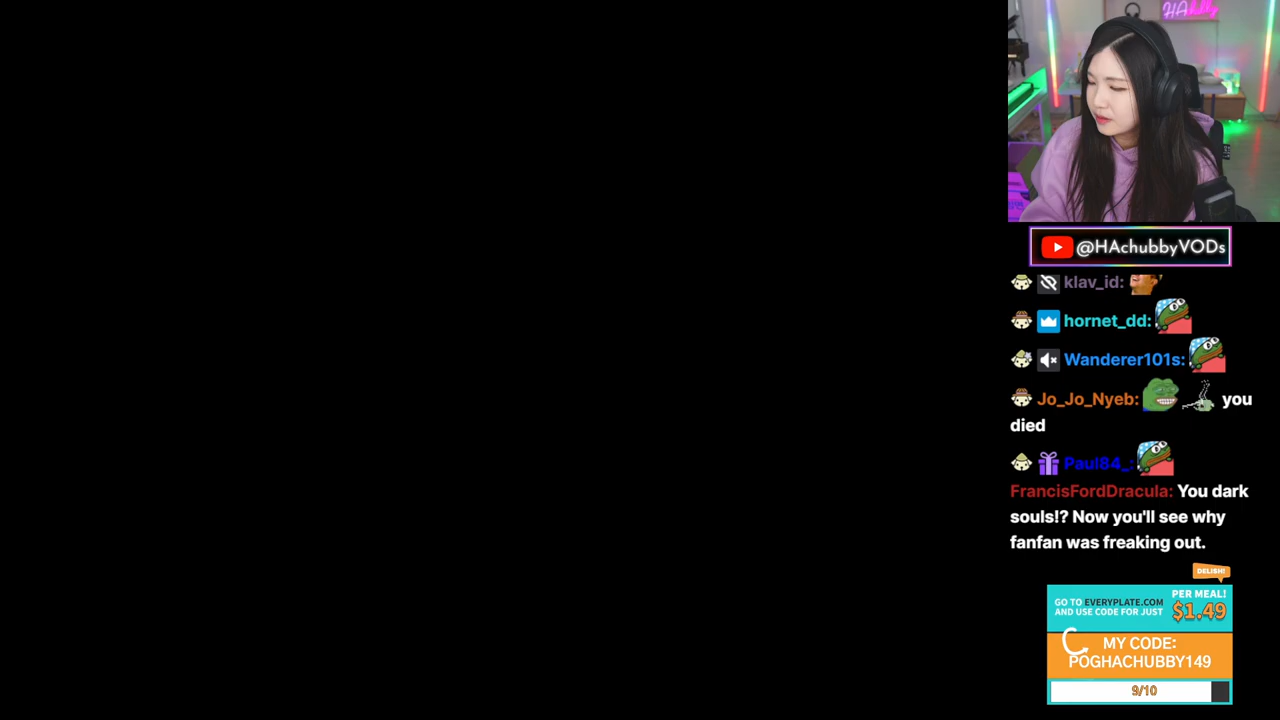 HAchubby
@HAchubbyVODs
klav_id:
hornet_dd:
Wanderer101s:
Jo_Jo_Nyeb: you
died
Paul84_:
FrancisFordDracula: You dark
souls!? Now you'll see why
fanfan was freaking out.
DELISH!
GO TO EVERYPLATE.COM
AND USE CODE FOR JUST
PER MEAL!
$1.49
MY CODE:
POGHACHUBBY149
9/10